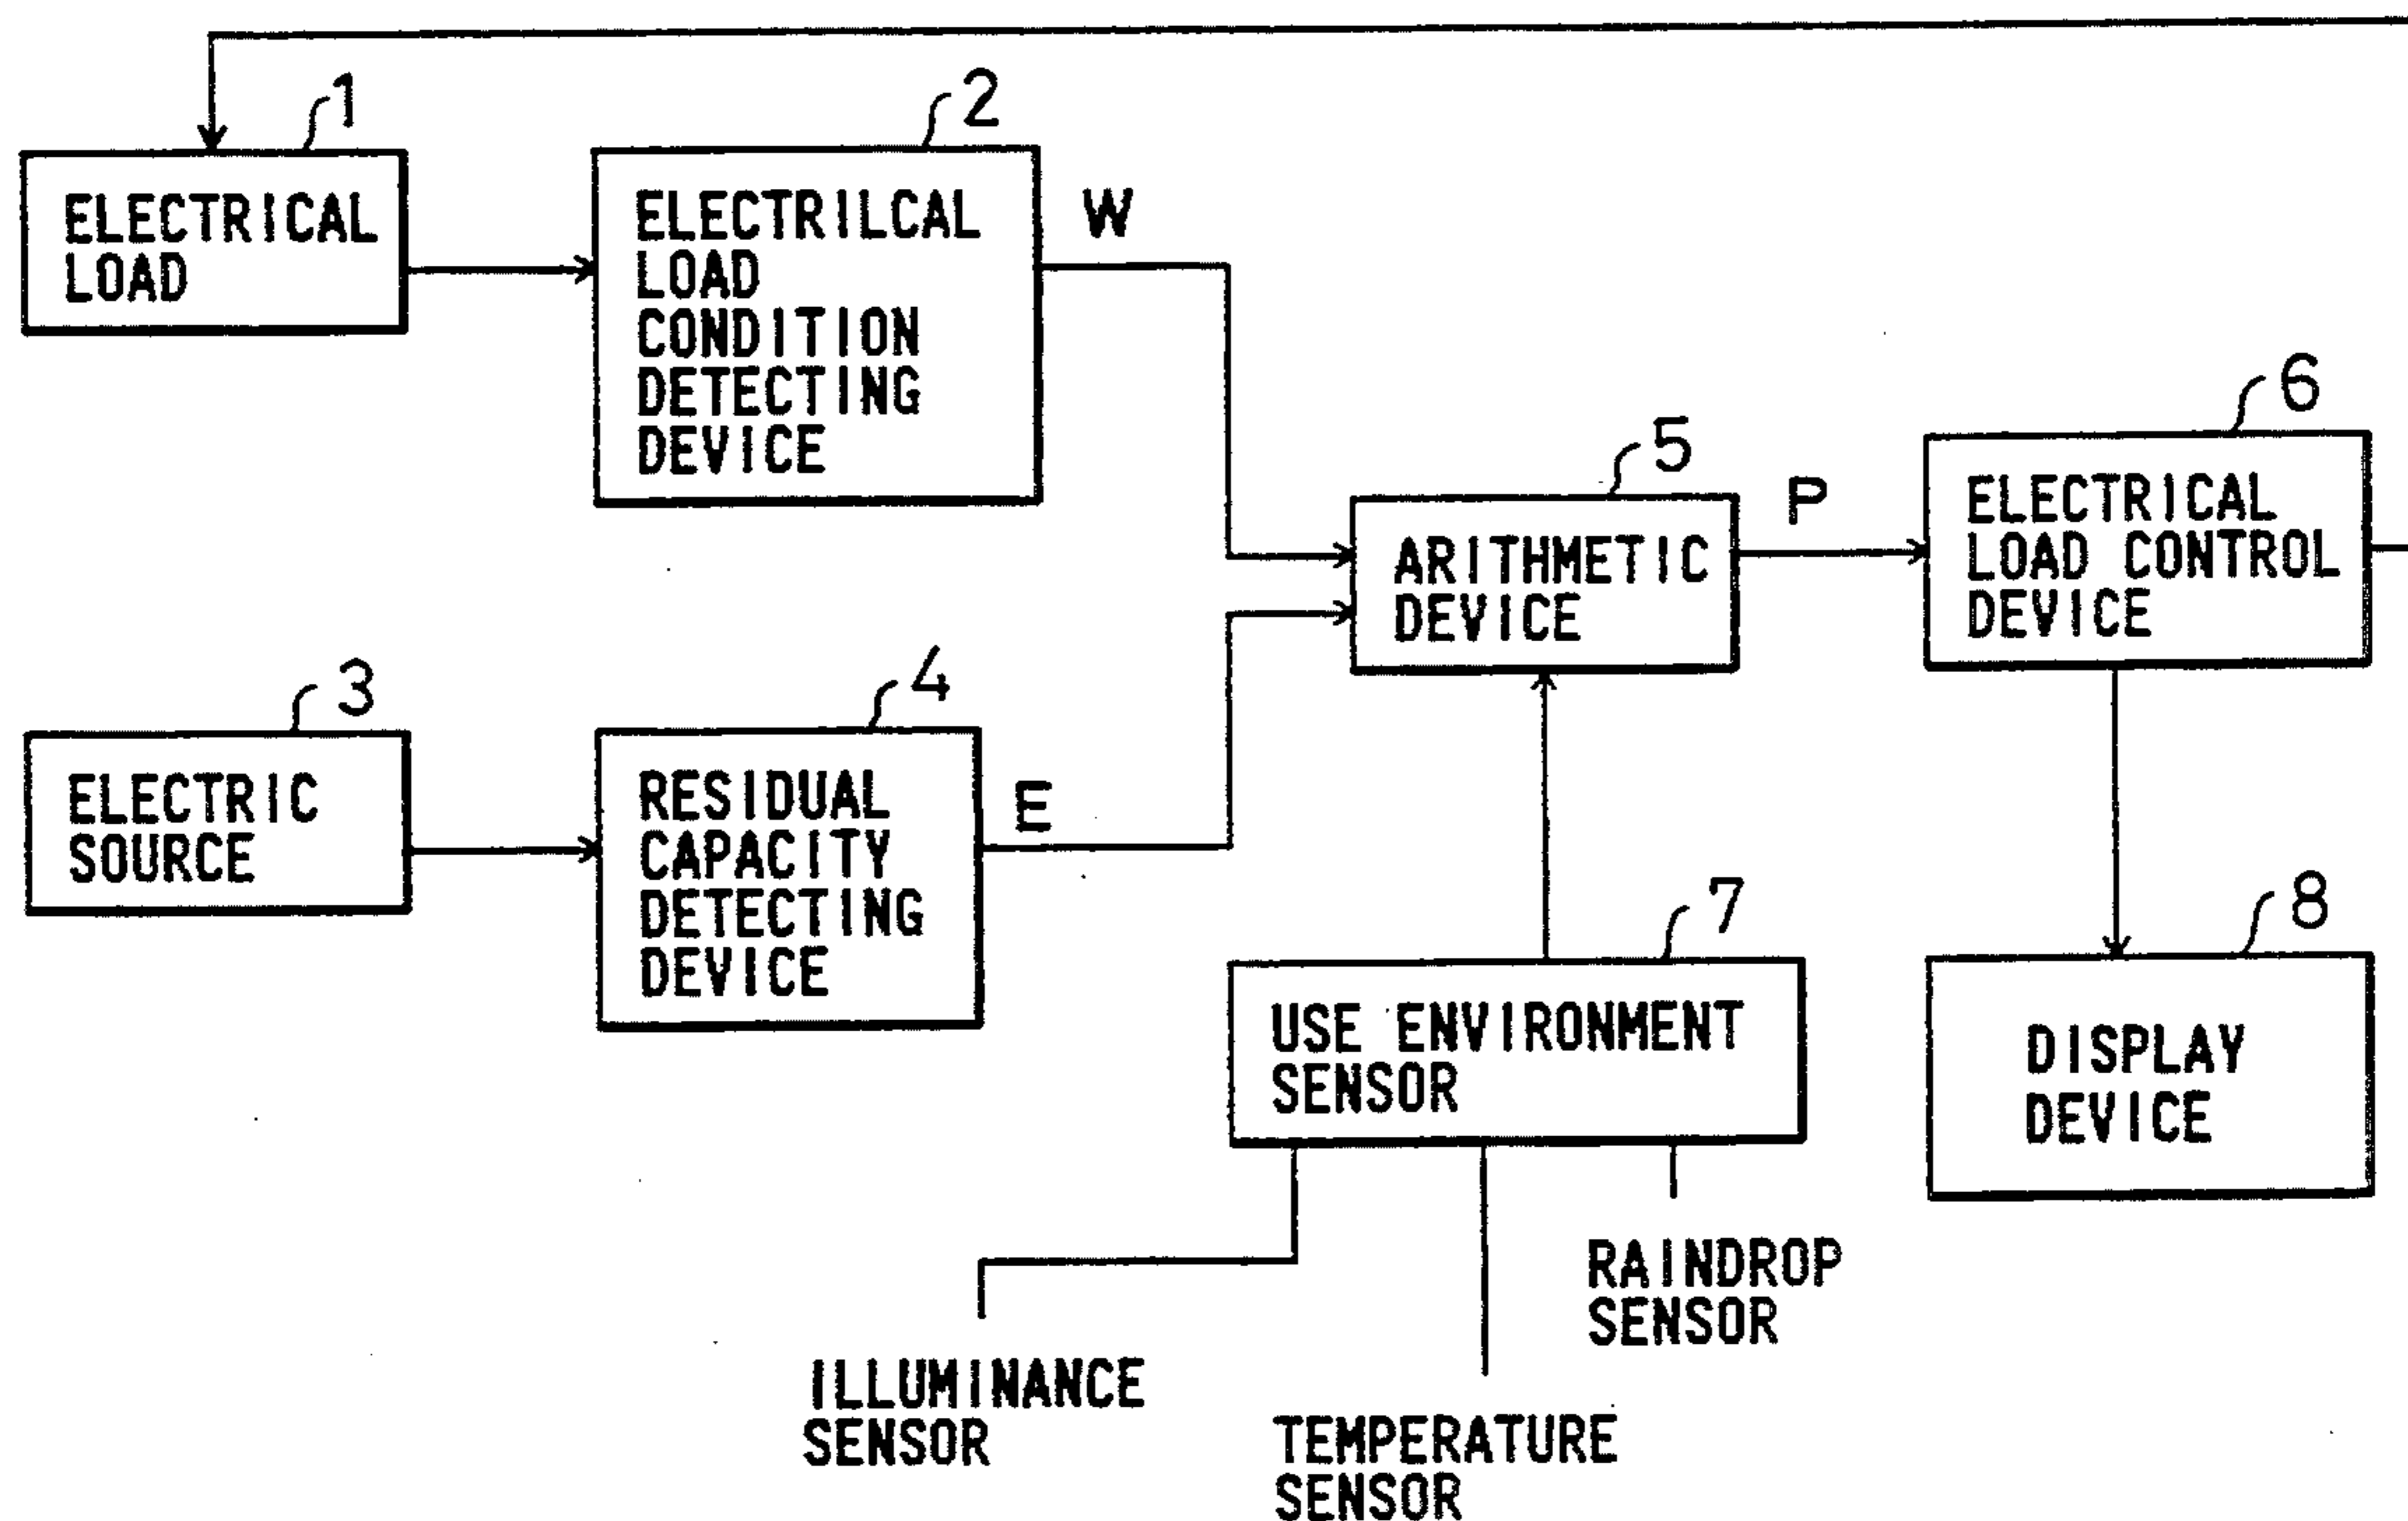 1
ELECTRICAL
LOAD
2
ELECTRILCAL
LOAD
CONDITION
DETECTING
DEVICE
W
3
ELECTRIC
SOURCE
4
RESIDUAL
CAPACITY
DETECTING
DEVICE
E
5
ARITHMETIC
DEVICE
P
6
ELECTRICAL
LOAD CONTROL
DEVICE
7
USE ENVIRONMENT
SENSOR
8
DISPLAY
DEVICE
ILLUMINANCE
SENSOR
TEMPERATURE
SENSOR
RAINDROP
SENSOR